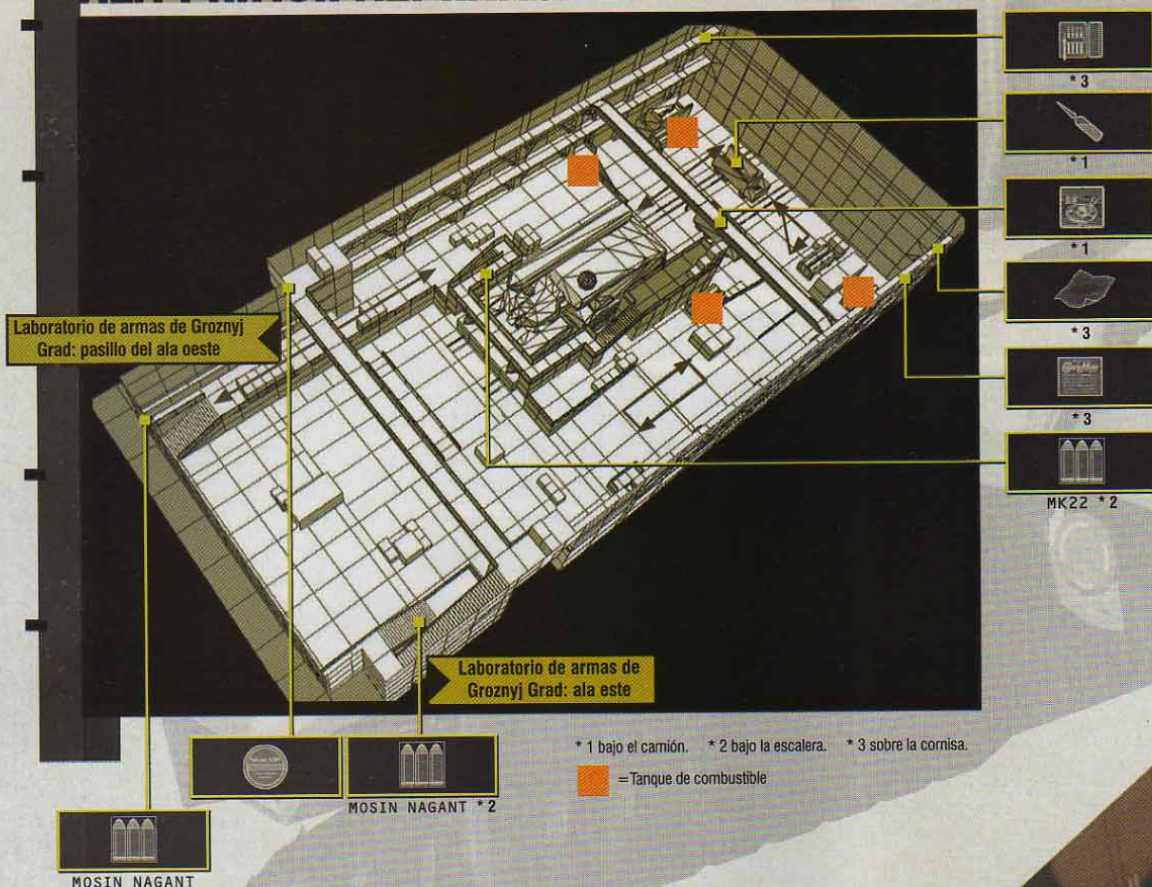 *3
*1
*1
*3
*3
MK22 *2
Laboratorio de armas de Groznyj
Grad: pasillo del ala oeste
Laboratorio de armas de
Groznyj Grad: ala este
*1 bajo el camión. *2 bajo la escalera. *3 sobre la cornisa.
=Tanque de combustible
MOSIN NAGANT *2
MOSIN NAGANT